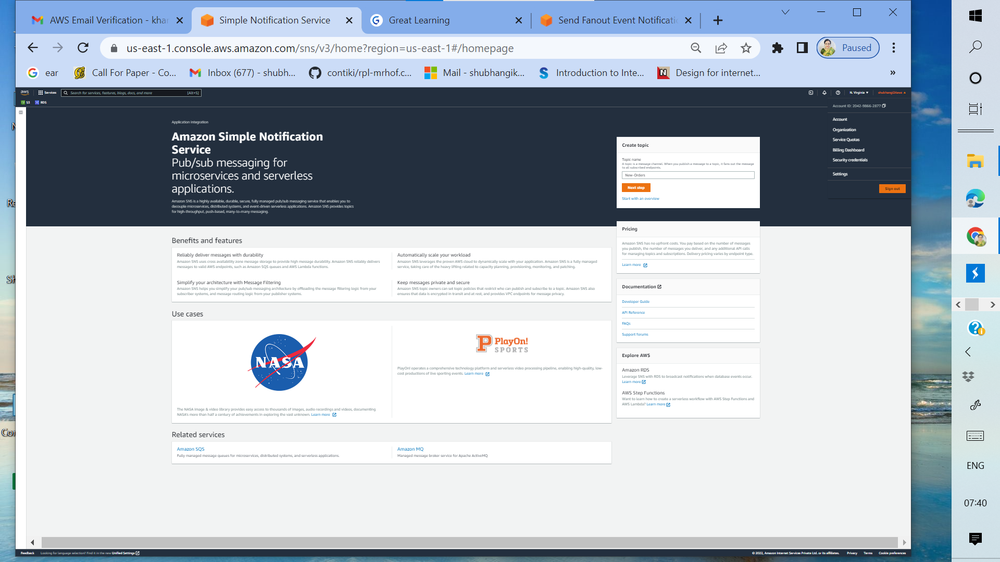 AWS Email Verification - khar
Simple Notification Service
Great Learning
Send Fanout Event Notificatio
us-east-1.console.aws.amazon.com/sns/v3/home?region=us-east-1#/homepage
Paused
ear
Call For Paper - Co...
Inbox (677) - shubh...
contiki/rpl-mrhof.c...
Mail - shubhangik...
Introduction to Inte...
Design for internet...
»
aws
Services
Search for services, features, blogs, docs, and more
[Alt+S]
N. Virginia
shubhangi24aws
S3
RDS
Account ID: 2042-9866-2877
Account
Organization
Service Quotas
Billing Dashboard
Security credentials
Settings
Sign out
Application Integration
Amazon Simple Notification
Service
Pub/sub messaging for
microservices and serverless
applications.
Amazon SNS is a highly available, durable, secure, fully managed pub/sub messaging service that enables you to
decouple microservices, distributed systems, and event-driven serverless applications. Amazon SNS provides topics
for high-throughput, push-based, many-to-many messaging.
Create topic
Topic name
A topic is a message channel. When you publish a message to a topic, it fans out the message
to all subscribed endpoints.
New-Orders
Next step
Start with an overview
Pricing
Amazon SNS has no upfront costs. You pay based on the number of messages
you publish, the number of messages you deliver, and any additional API calls
for managing topics and subscriptions. Delivery pricing varies by endpoint type.
Learn more
Documentation
Developer Guide
API Reference
FAQs
Support forums
Explore AWS
Amazon RDS
Leverage SNS with RDS to broadcast notifications when database events occur.
Learn more
AWS Step Functions
Want to learn how to create a serverless workflow with AWS Step Functions and
AWS Lambda? Learn more
Benefits and features
Reliably deliver messages with durability
Amazon SNS uses cross availability zone message storage to provide high message durability. Amazon SNS reliably delivers
messages to valid AWS endpoints, such as Amazon SQS queues and AWS Lambda functions.
Automatically scale your workload
Amazon SNS leverages the proven AWS cloud to dynamically scale with your application. Amazon SNS is a fully managed
service, taking care of the heavy lifting related to capacity planning, provisioning, monitoring, and patching.
Simplify your architecture with Message Filtering
Amazon SNS helps you simplify your pub/sub messaging architecture by offloading the message filtering logic from your
subscriber systems, and message routing logic from your publisher systems.
Keep messages private and secure
Amazon SNS topic owners can set topic policies that restrict who can publish and subscribe to a topic. Amazon SNS also
ensures that data is encrypted in transit and at rest, and provides VPC endpoints for message privacy.
Use cases
NASA
The NASA image & video library provides easy access to thousands of images, audio recordings and videos, documenting
NASA's more than half a century of achievements in exploring the vast unknown. Learn more
PlayOn!
SPORTS
PlayOn! operates a comprehensive technology platform and serverless video processing pipeline, enabling high-quality, low-
cost productions of live sporting events. Learn more
Related services
Amazon SQS
Fully managed message queues for microservices, distributed systems, and serverless applications.
Amazon MQ
Managed message broker service for Apache ActiveMQ
Feedback
Looking for language selection? Find it in the new Unified Settings
© 2022, Amazon Internet Services Private Ltd. or its affiliates.
Privacy
Terms
Cookie preferences
ENG
07:40